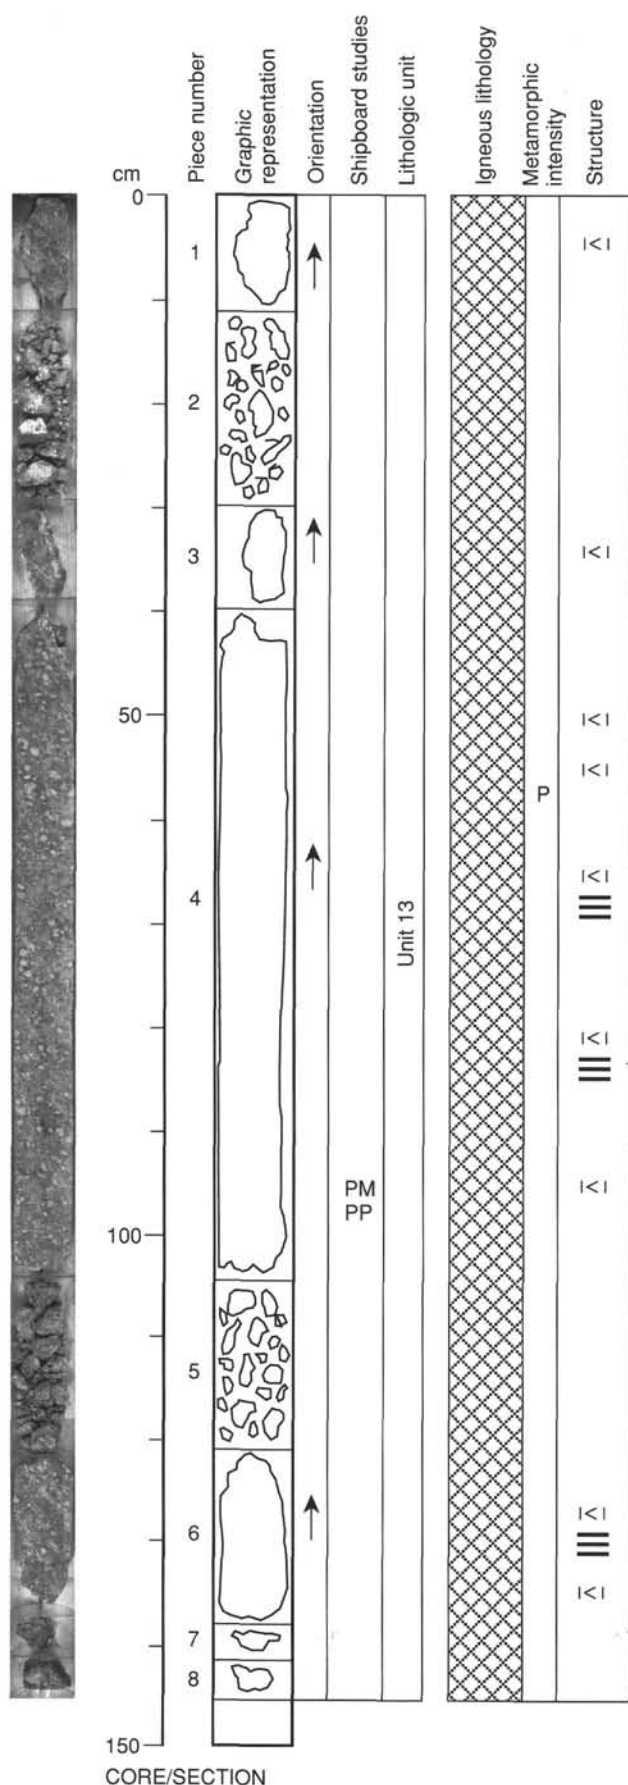 Piece number
Graphic
representation
Orientation
Shipboard studies
Lithologic unit
Igneous lithology
Metamorphic
intensity
Structure
cm
0
1
2
3
50
P
4
Unit 13
PM
PP
100
5
6
7
8
150
CORE/SECTION